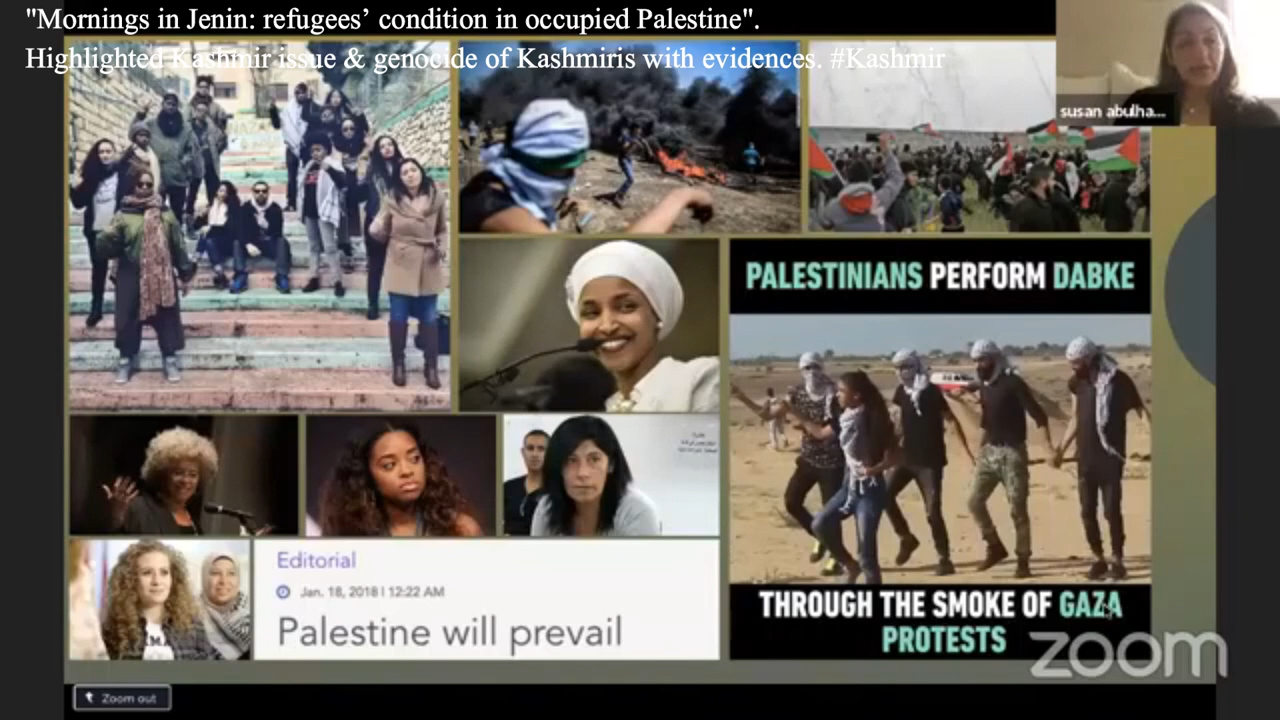 "Mornings in Jenin: refugees’ condition in occupied Palestine".
Highlighted Kashmir issue & genocide of Kashmiris with evidences. #Kashmir
susan abulha...
PALESTINIANS PERFORM DABKE
THROUGH THE SMOKE OF GAZA
PROTESTS
Editorial
Jan. 18, 2018 | 12:22 AM
Palestine will prevail
zoom
Zoom out